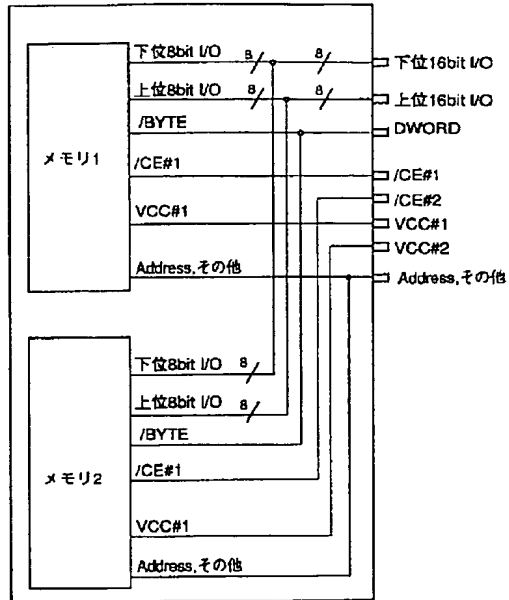 下位8bit I/O 8 8 下位16bit I/O
上位8bit I/O 8 8 上位16bit I/O
/BYTE DWORD
メモリ1
/CE#1 /CE#1
/CE#2
VCC#1 VCC#1
VCC#2
Address,その他 Address,その他
下位8bit I/O 8
上位8bit I/O 8
/BYTE
メモリ2
/CE#1
VCC#1
Address,その他